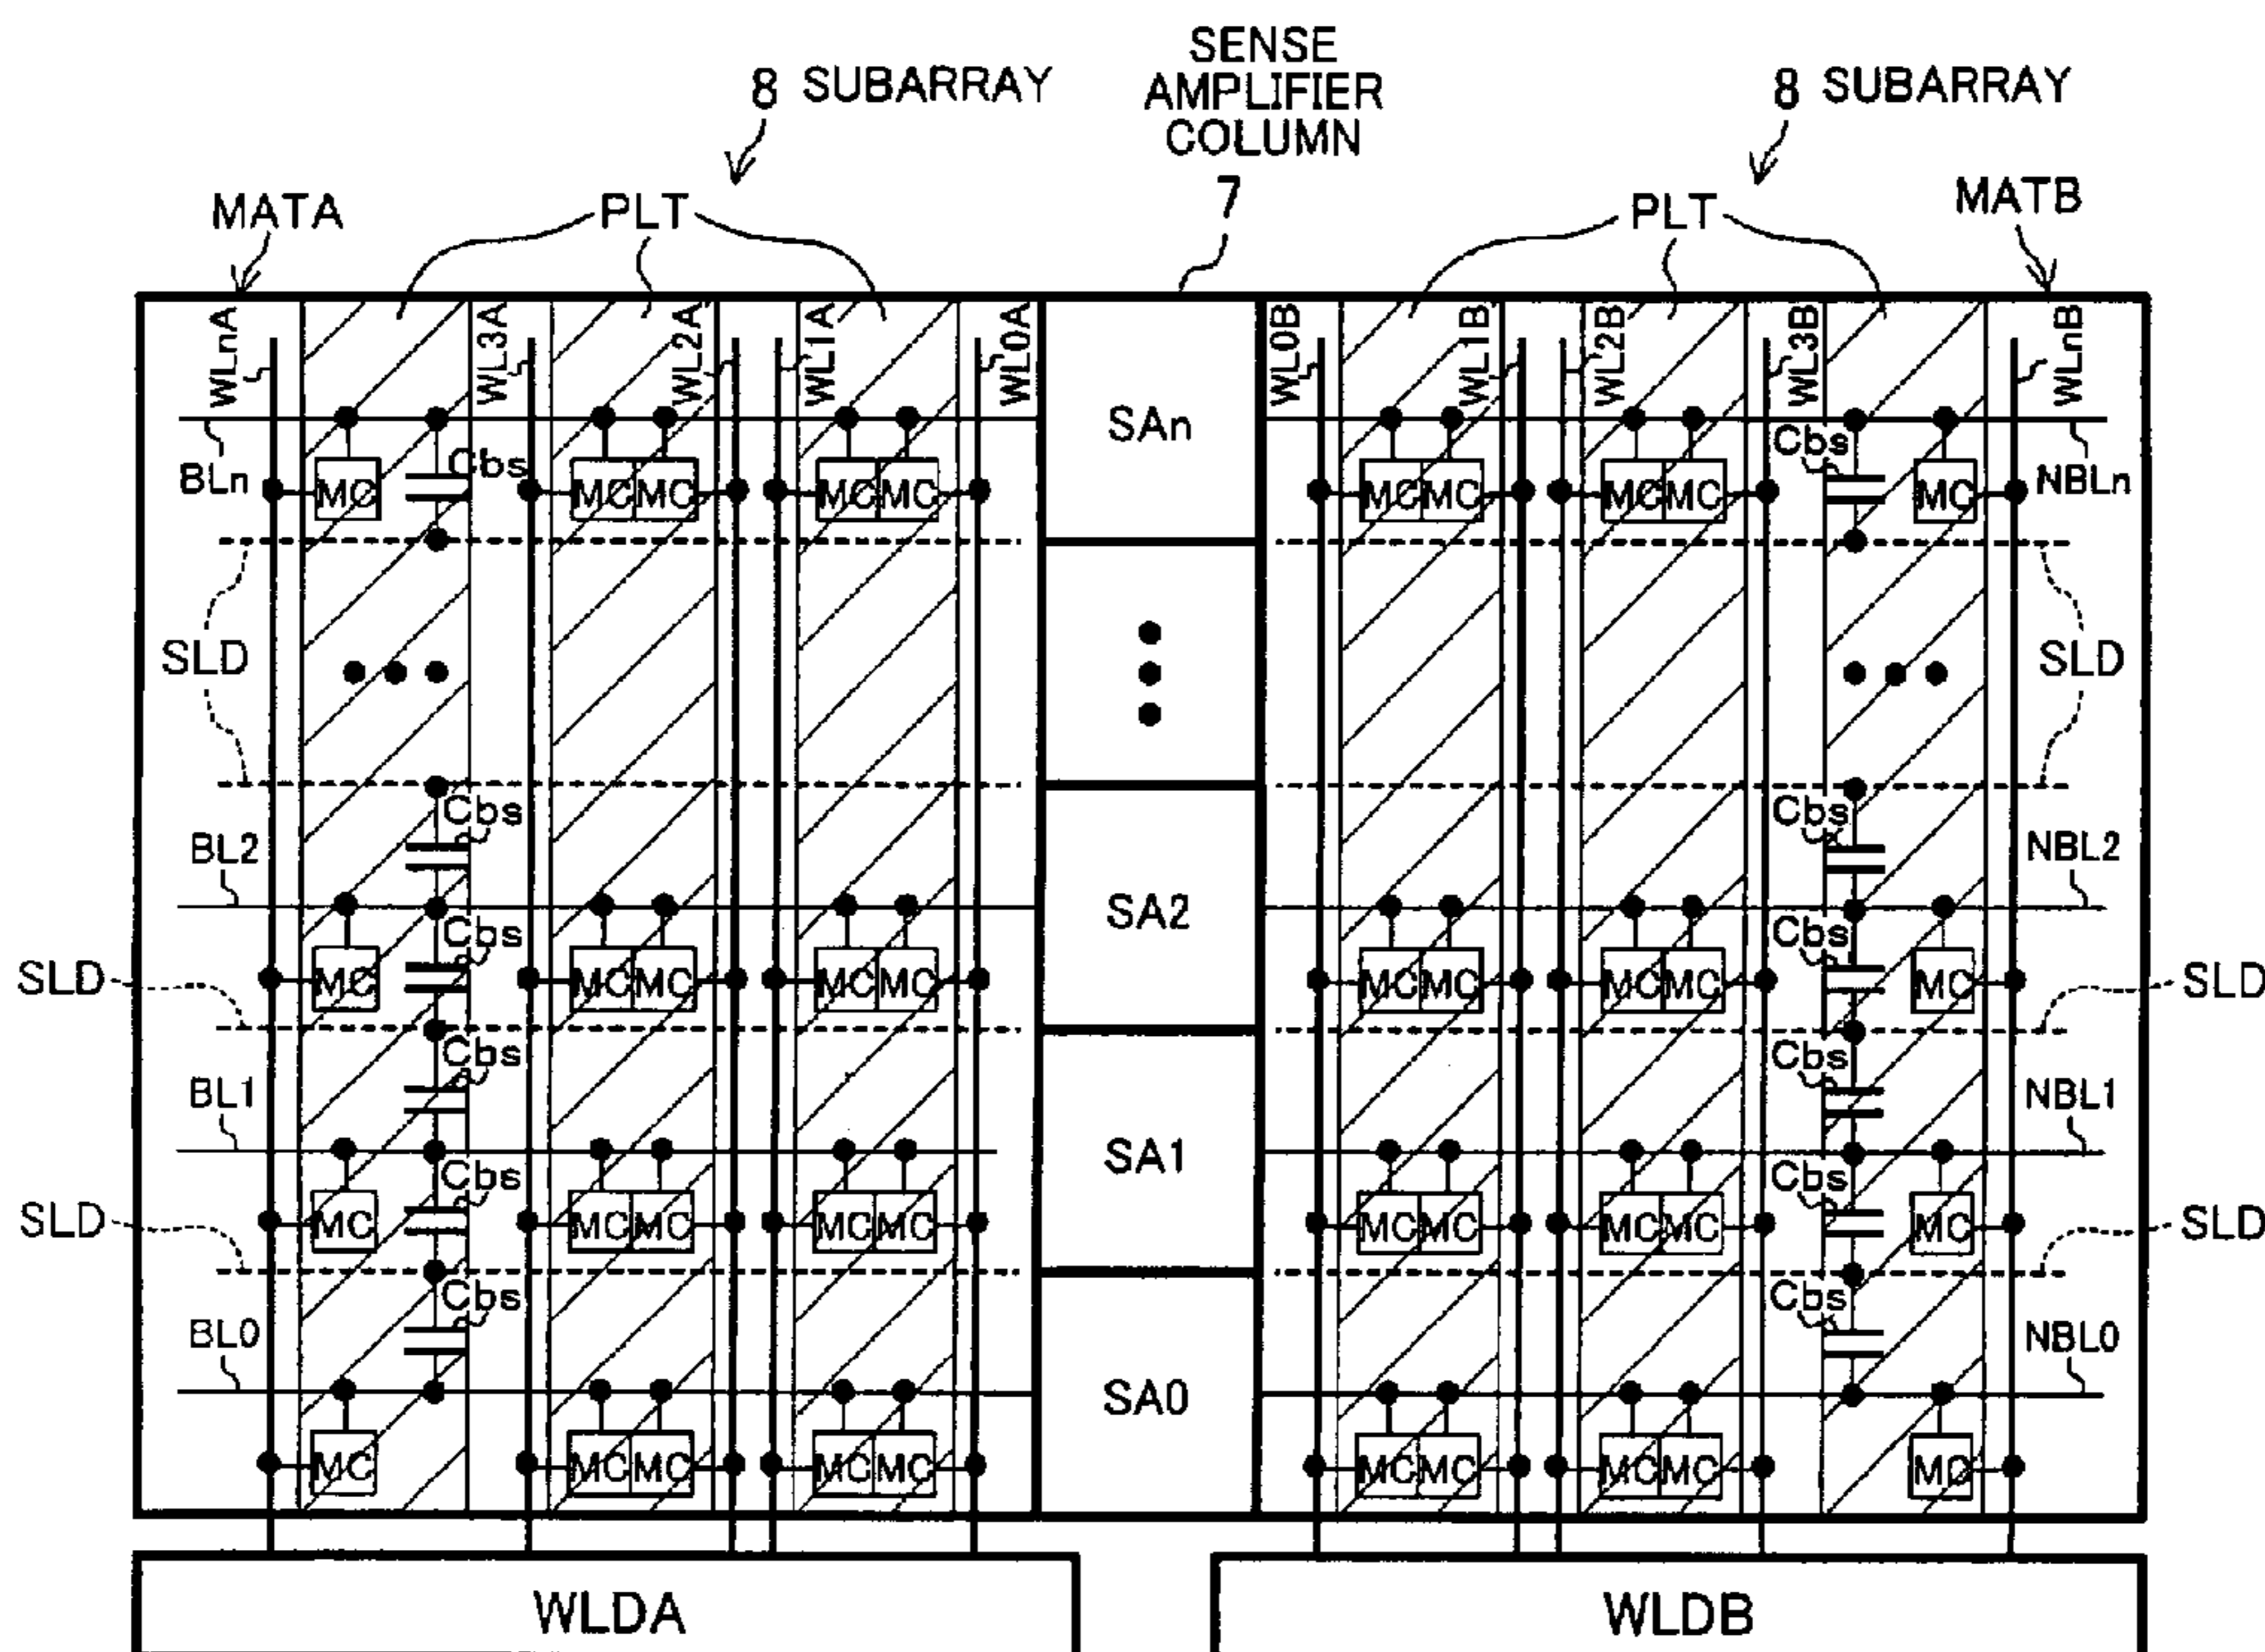 SENSE
AMPLIFIER
COLUMN
8 SUBARRAY
8 SUBARRAY
7
MATA
PLT
PLT
MATB
WLnA
WL3A
WL2A
WL1A
WL0A
WL0B
WL1B
WL2B
WL3B
WLnB
SAn
Cbs
Cbs
BLn
MC
MC MC
MC MC
MC MC
MC MC
MC
NBLn
SLD
SLD
Cbs
Cbs
BL2
NBL2
SA2
Cbs
Cbs
MC
MC MC
MC MC
MC MC
MC MC
MC
SLD
SLD
Cbs
Cbs
BL1
NBL1
SA1
Cbs
Cbs
MC
MC MC
MC MC
MC MC
MC MC
MC
SLD
SLD
Cbs
Cbs
BL0
NBL0
SA0
MC
MC MC
MC MC
MC MC
MC MC
MC
WLDA
WLDB